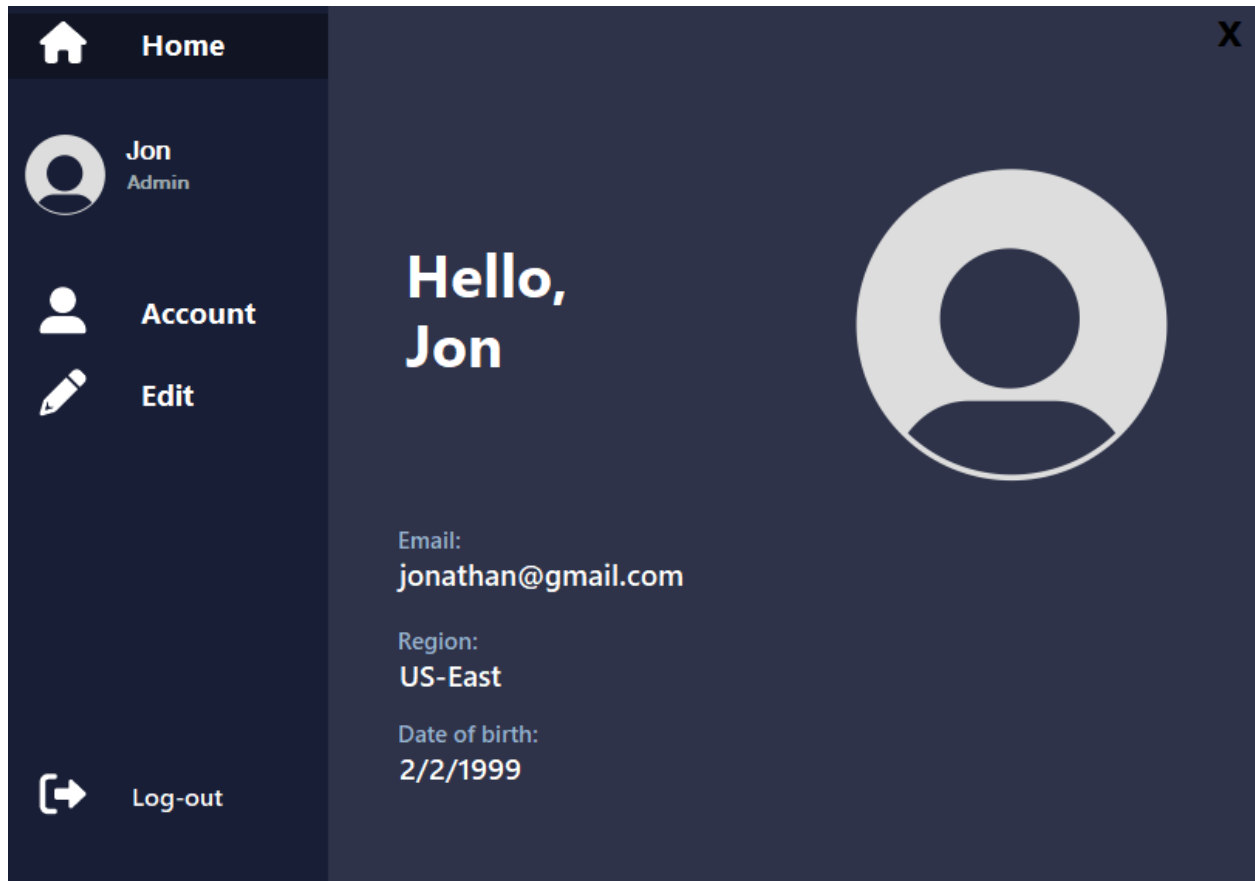 Home
Jon
Admin
Account
Edit
Log-out
X
Hello,
Jon
Email:
jonathan@gmail.com
Region:
US-East
Date of birth:
2/2/1999